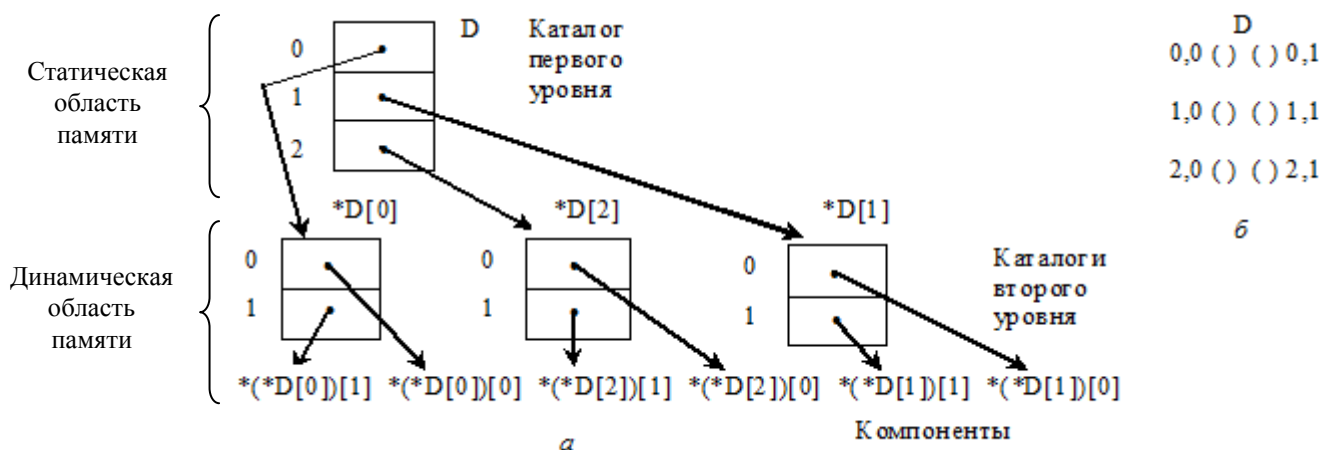 Статическая
область
памяти
0
1
2
D
Каталог
первого
уровня
D
0,0 ( ) ( ) 0,1
1,0 ( ) ( ) 1,1
2,0 ( ) ( ) 2,1
б
*D[0] *D[2] *D[1]
Динамическая
область
памяти
0
1
0
1
0
1
Каталоги
второго
уровня
*(*D[0])[1] *(*D[0])[0] *(*D[2])[1] *(*D[2])[0] *(*D[1])[1] *(*D[1])[0]
Компоненты
а